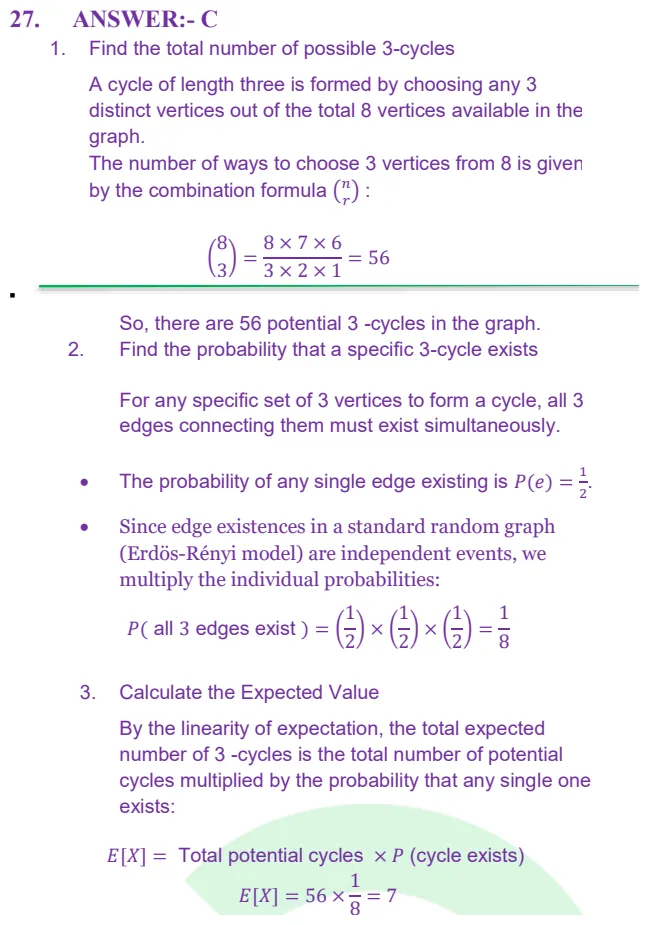 27. ANSWER:- C
1. Find the total number of possible 3-cycles
A cycle of length three is formed by choosing any 3
distinct vertices out of the total 8 vertices available in the
graph.
The number of ways to choose 3 vertices from 8 is given
by the combination formula (n r) :
(8 3) = 8 × 7 × 6 / 3 × 2 × 1 = 56
So, there are 56 potential 3 -cycles in the graph.
2. Find the probability that a specific 3-cycle exists
For any specific set of 3 vertices to form a cycle, all 3
edges connecting them must exist simultaneously.
• The probability of any single edge existing is P(e) = 1/2.
• Since edge existences in a standard random graph
(Erdös-Rényi model) are independent events, we
multiply the individual probabilities:
P( all 3 edges exist ) = (1/2) × (1/2) × (1/2) = 1/8
3. Calculate the Expected Value
By the linearity of expectation, the total expected
number of 3 -cycles is the total number of potential
cycles multiplied by the probability that any single one
exists:
E[X] = Total potential cycles × P (cycle exists)
E[X] = 56 × 1/8 = 7